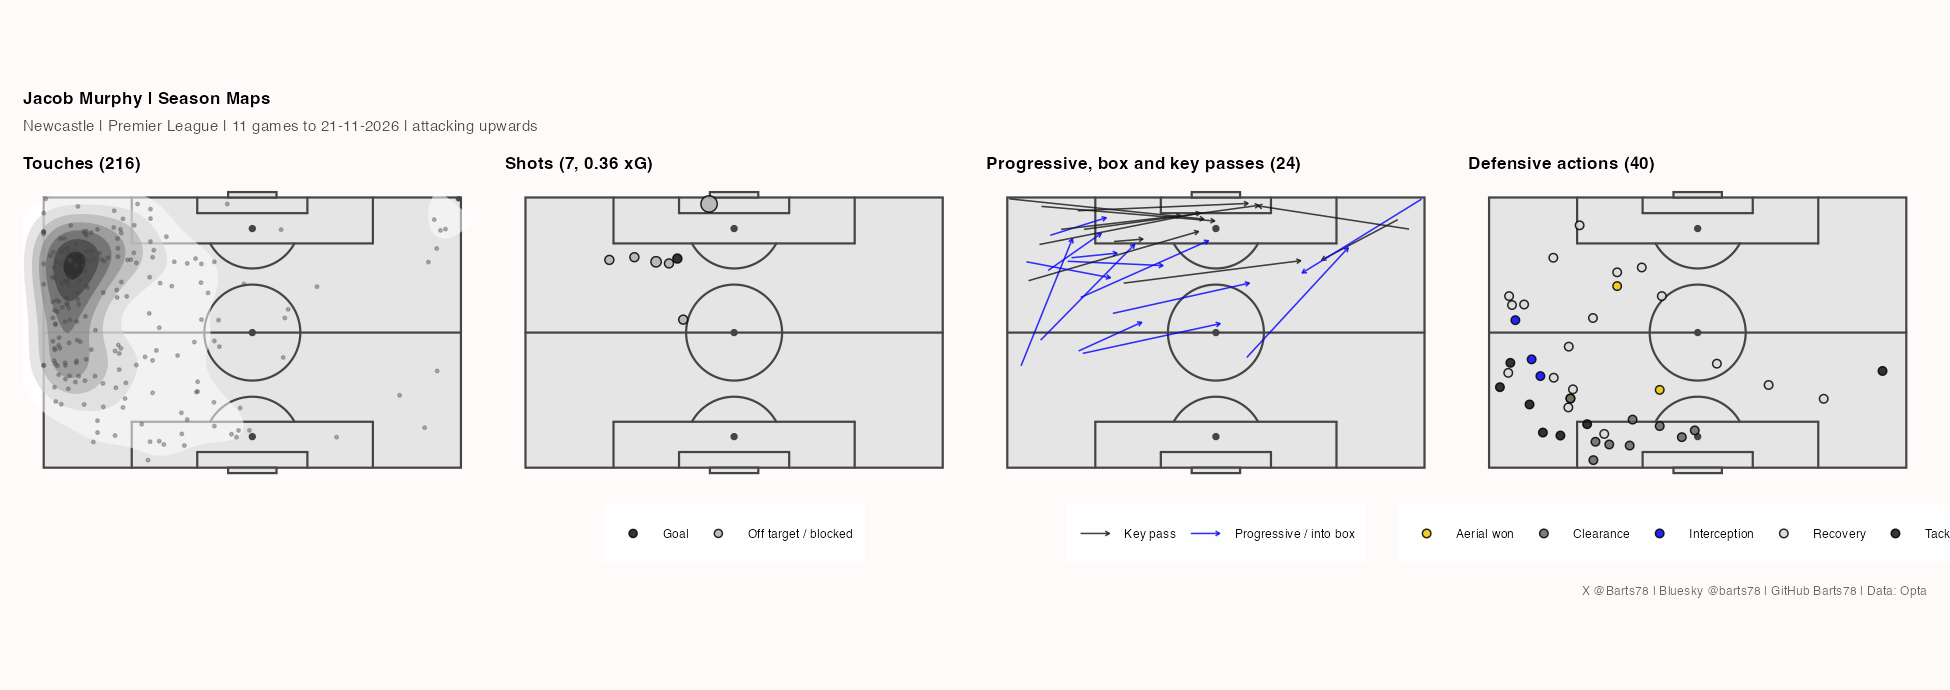 Jacob Murphy | Season Maps
Newcastle | Premier League | 11 games to 21-11-2026 | attacking upwards
Touches (216)
Shots (7, 0.36 xG)
Progressive, box and key passes (24)
Defensive actions (40)
Goal
Off target / blocked
Key pass
Progressive / into box
Aerial won
Clearance
Interception
Recovery
Tack
X @Barts78 | Bluesky @barts78 | GitHub Barts78 | Data: Opta